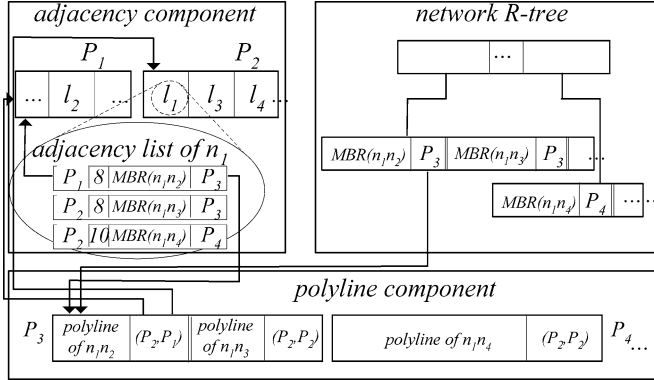 adjacency component
P1 P2
... l2 ... l1 l3 l4 ...
adjacency list of n1
P1 8 MBR(n1n2) P3
P2 8 MBR(n1n3) P3
P2 10 MBR(n1n4) P4
network R-tree
...
MBR(n1n2) P3 MBR(n1n3) P3 ...
MBR(n1n4) P4 ... ...
polyline component
P3 polyline of n1n2 (P2,P1) polyline of n1n3 (P2,P2) polyline of n1n4 (P2,P2) P4 ...